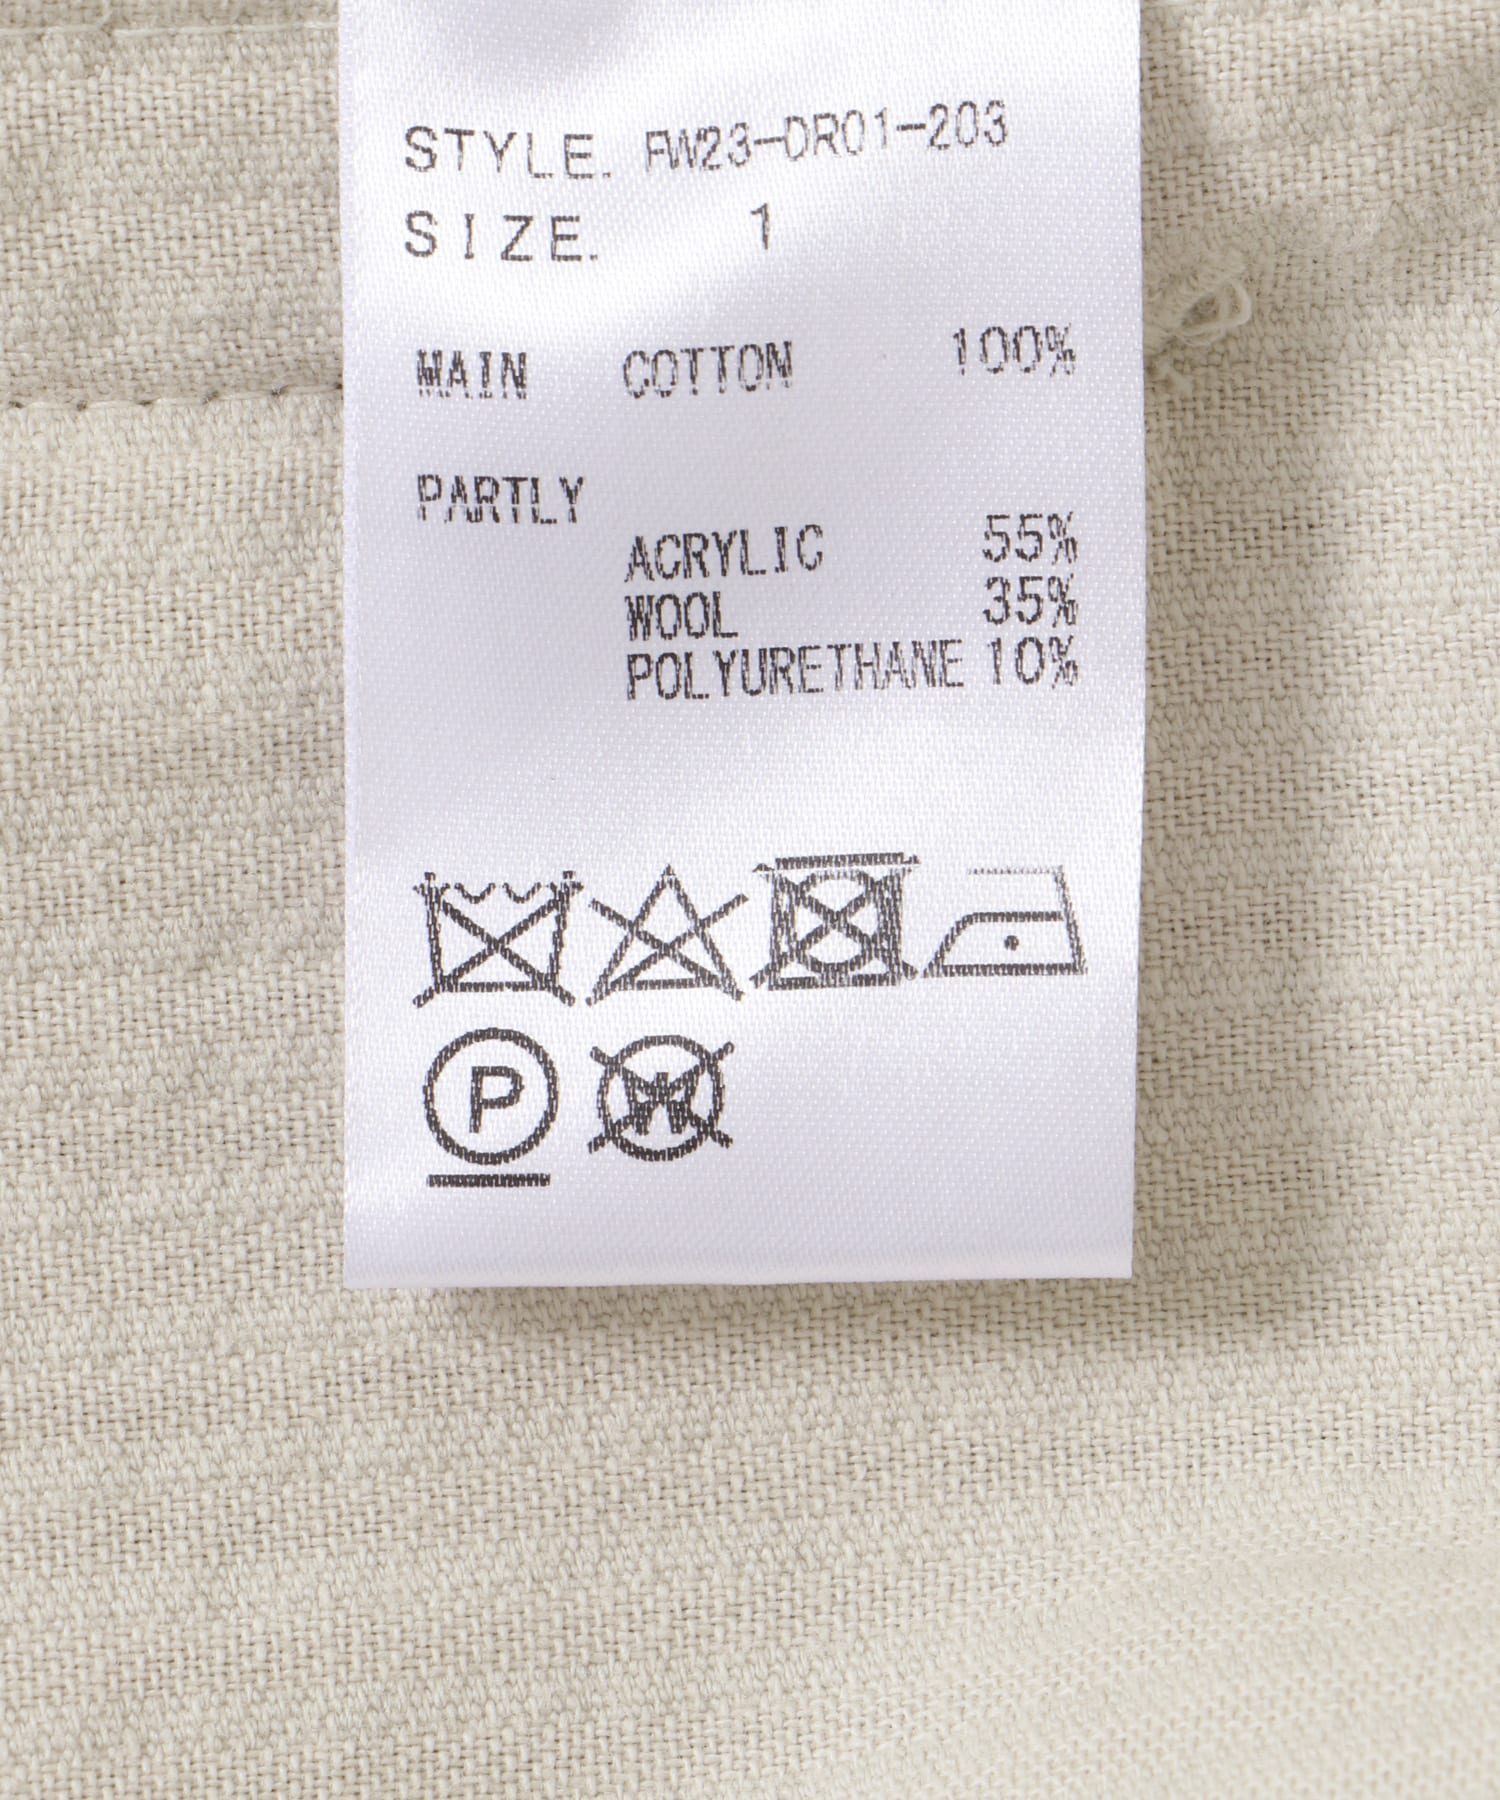 STYLE. FW23-DR01-203
SIZE. 1
MAIN COTTON 100%
PARTLY
ACRYLIC 55%
WOOL 35%
POLYURETHANE 10%
P
W